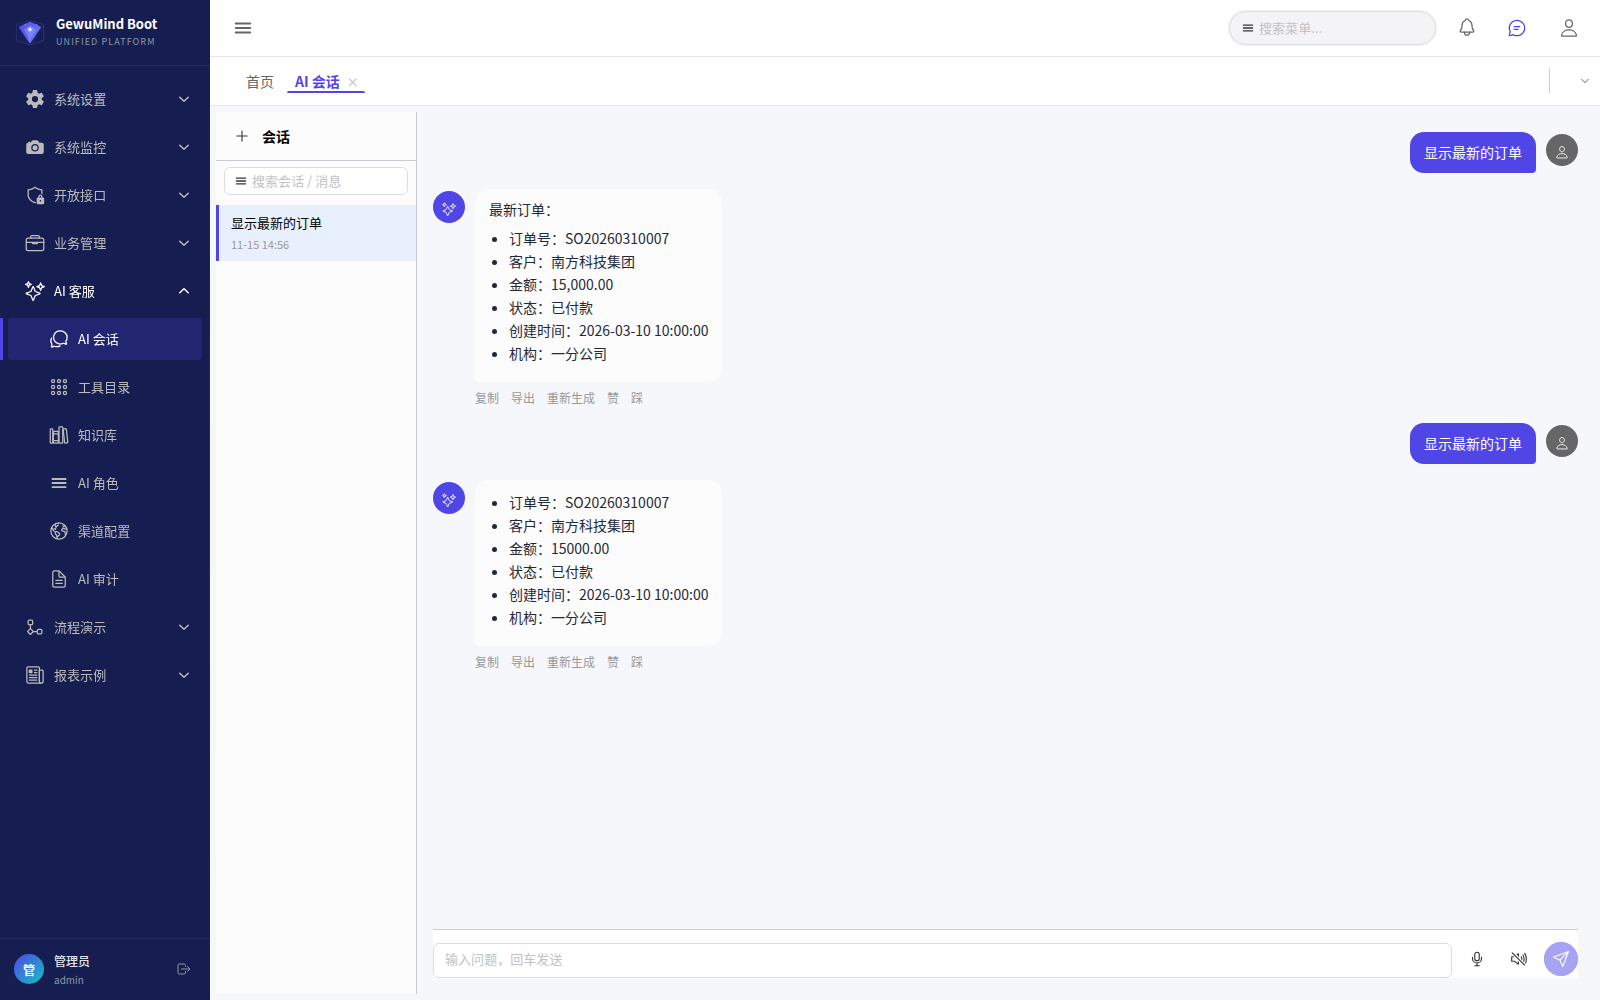 GewuMind Boot
UNIFIED PLATFORM
系统设置
系统监控
开放接口
业务管理
AI 客服
AI 会话
工具目录
知识库
AI 角色
渠道配置
AI 审计
流程演示
报表示例
管
管理员
admin
搜索菜单...
首页
AI 会话
会话
搜索会话 / 消息
显示最新的订单
11-15 14:56
显示最新的订单
最新订单：
订单号：SO20260310007
客户：南方科技集团
金额：15,000.00
状态：已付款
创建时间：2026-03-10 10:00:00
机构：一分公司
复制 导出 重新生成 赞 踩
显示最新的订单
订单号：SO20260310007
客户：南方科技集团
金额：15000.00
状态：已付款
创建时间：2026-03-10 10:00:00
机构：一分公司
复制 导出 重新生成 赞 踩
输入问题，回车发送